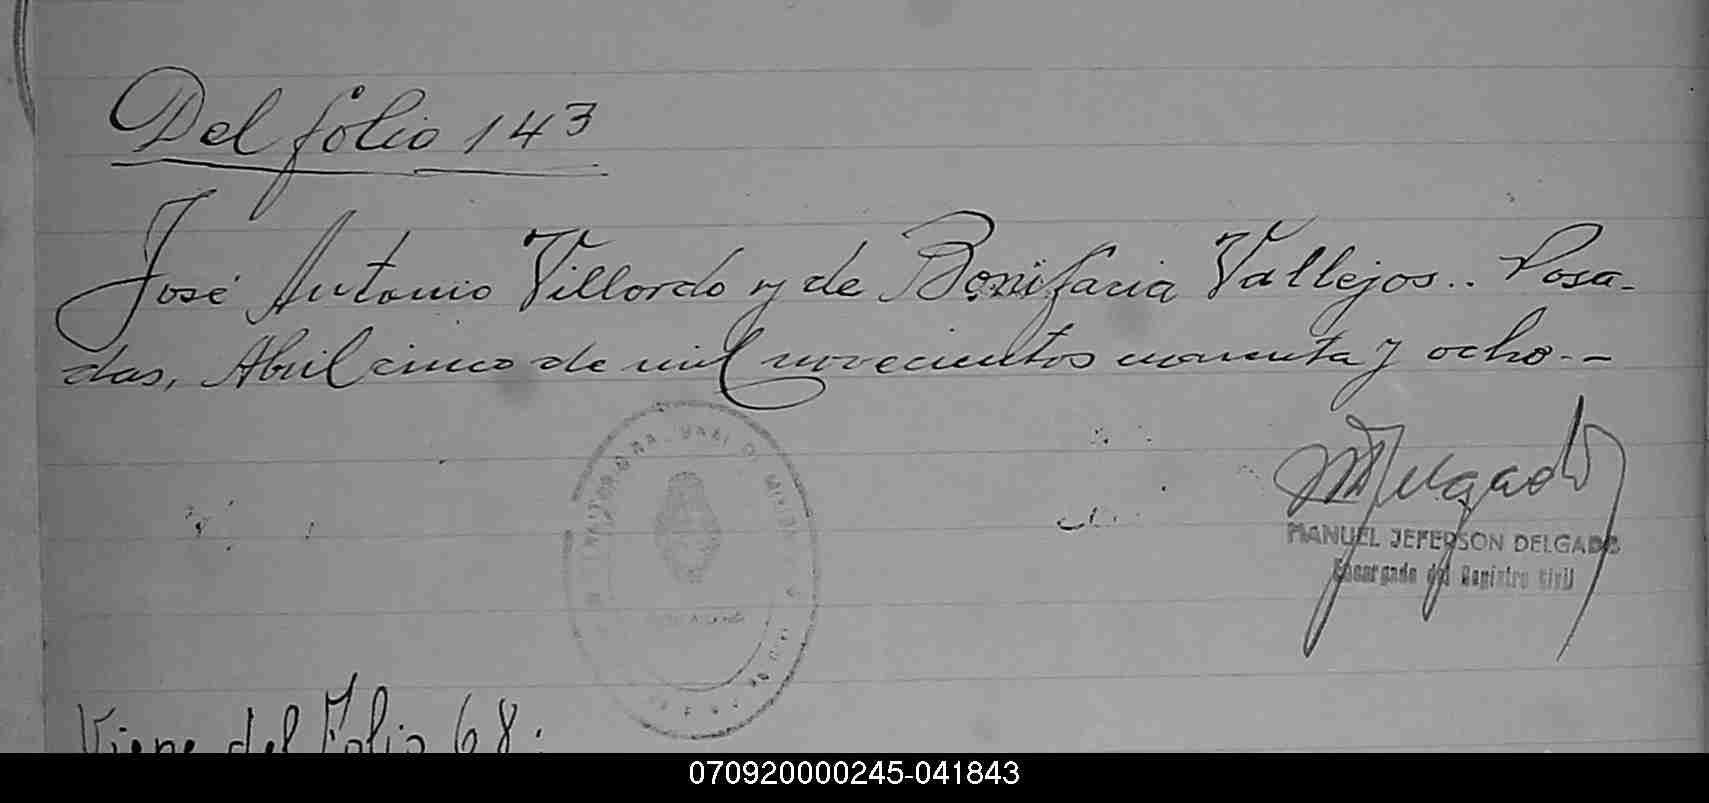 Del folio 143
José Antonio Villordo y de Bonifacia Vallejos.. Posa-
das, Abril cinco de mil novecientos cuarenta y ocho.-
MANUEL JEFERSON DELGADO
Encargado del Registro Civil
Viene del Folio 68:
070920000245-041843